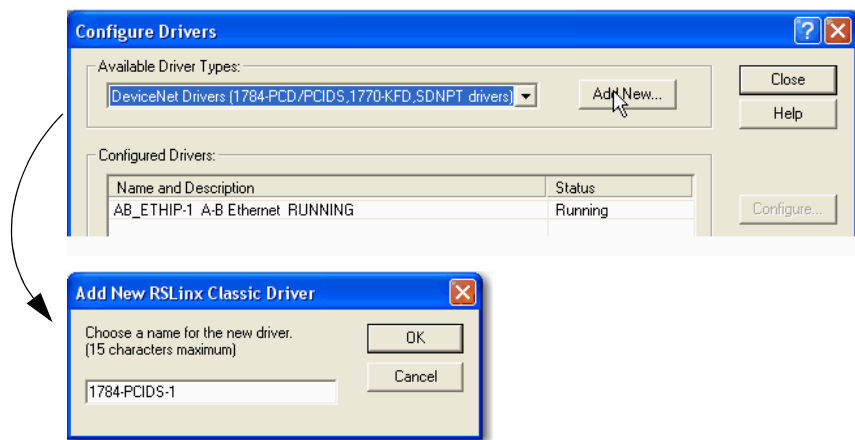 Configure Drivers
Available Driver Types:
DeviceNet Drivers (1784-PCD/PCIDS,1770-KFD,SDNPT drivers)
Add New...
Close
Help
Configured Drivers:
Name and Description Status
AB_ETHIP-1 A-B Ethernet RUNNING Running
Configure...
Add New RSLinx Classic Driver
Choose a name for the new driver.
(15 characters maximum)
OK
Cancel
1784-PCIDS-1